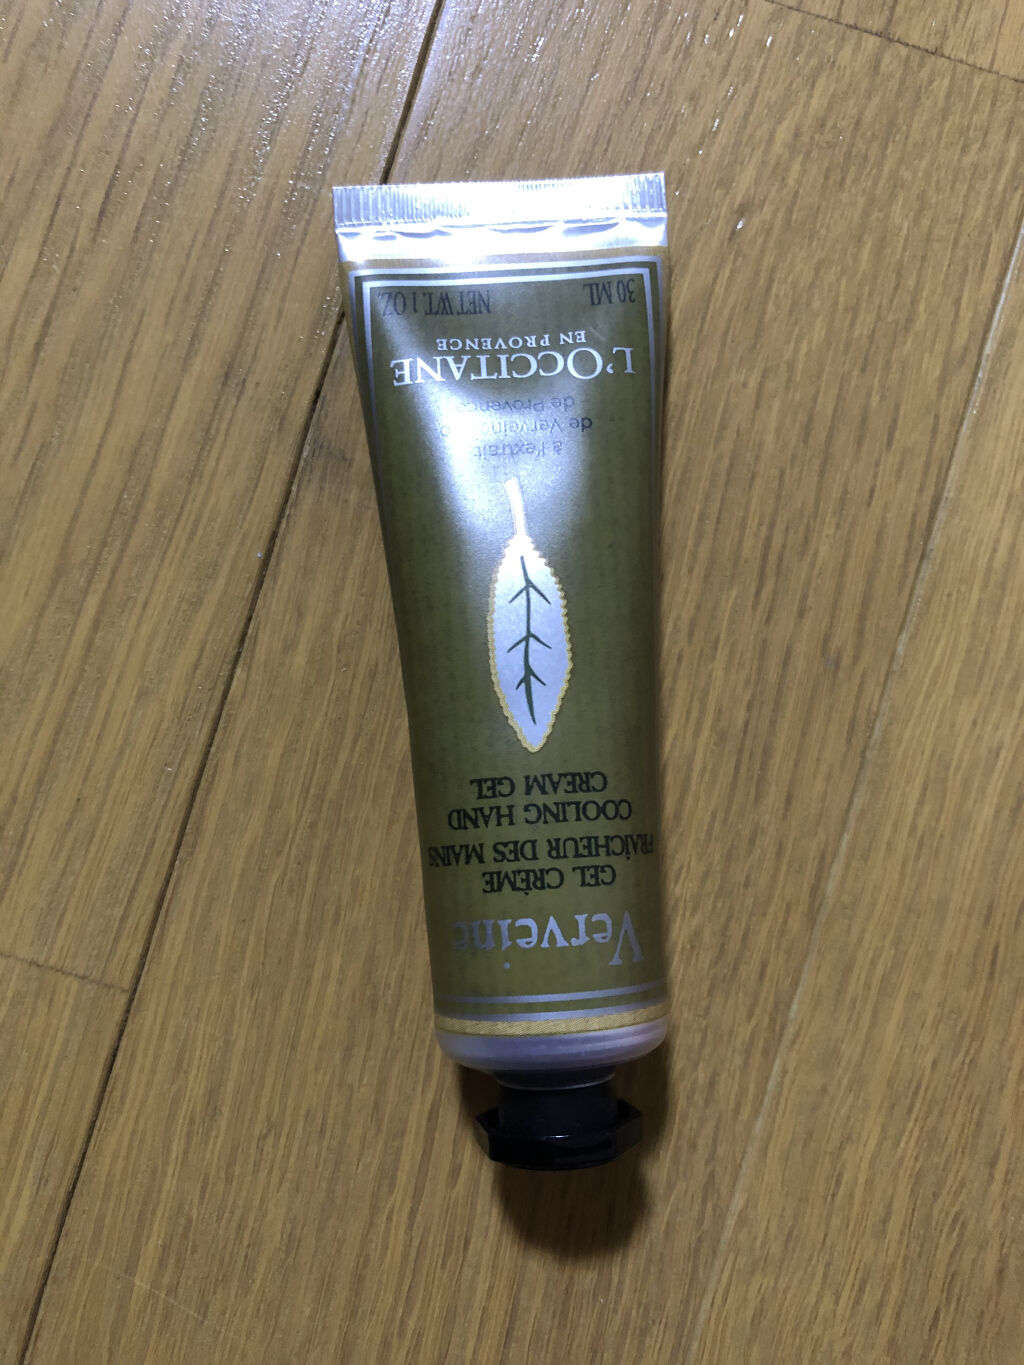 Verveine
GEL CRÈME
FRAÎCHEUR DES MAINS
COOLING HAND
CREAM GEL
à l'extrait
de Provence
L'OCCITANE
EN PROVENCE
30 ML NET WT. 1 OZ